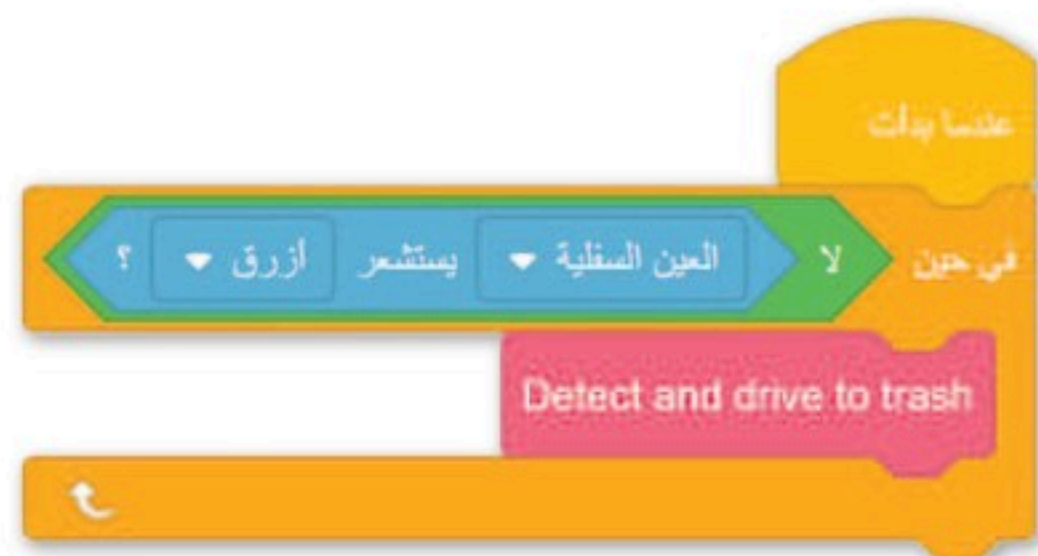 عندما بدأت
في حين لا العين السفلية يستشعر أزرق ؟
Detect and drive to trash